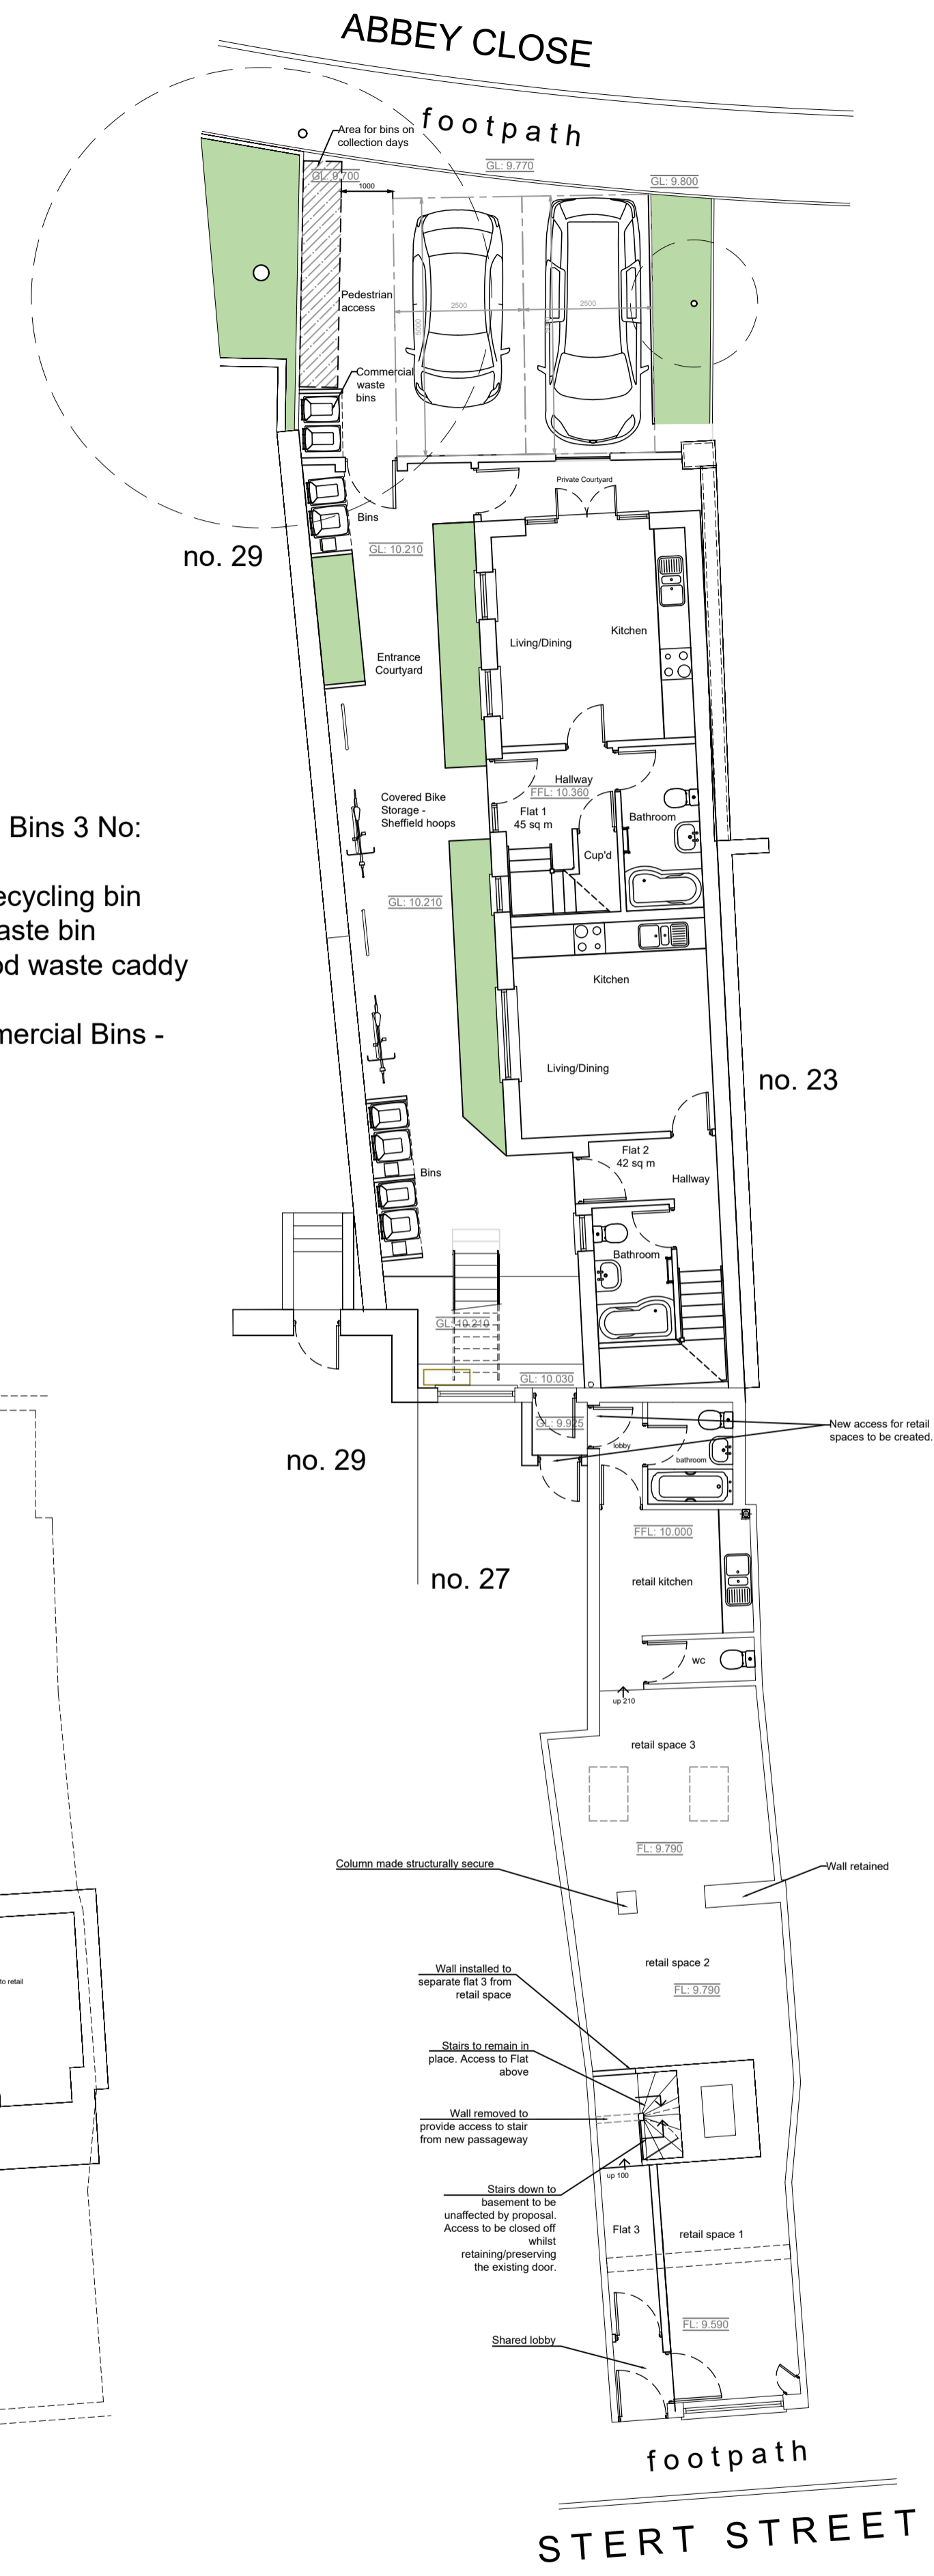 ABBEY CLOSE
footpath
Area for bins on
collection days
GL: 9.770
GL: 9.700
GL: 9.800
1000
Pedestrian
access
2500
2500
5000
Commercial
waste
bins
Private Courtyard
Bins
no. 29
GL: 10.210
Living/Dining
Kitchen
Entrance
Courtyard
Hallway
FFL: 10.360
Flat 1
45 sq m
Bathroom
Cup'd
Covered Bike
Storage -
Sheffield hoops
Bins 3 No:
ecycling bin
aste bin
od waste caddy
mercial Bins -
GL: 10.210
Kitchen
Living/Dining
no. 23
Flat 2
42 sq m
Hallway
Bins
Bathroom
GL: 10.210
GL: 10.030
GL: 9.925
lobby
bathroom
New access for retail
spaces to be created.
no. 29
FFL: 10.000
no. 27
retail kitchen
wc
up 210
retail space 3
FL: 9.790
Column made structurally secure
Wall retained
retail space 2
FL: 9.790
to retail
Wall installed to
separate flat 3 from
retail space
Stairs to remain in
place. Access to Flat
above
Wall removed to
provide access to stair
from new passageway
up 100
Stairs down to
basement to be
unaffected by proposal.
Access to be closed off
whilst
retaining/preserving
the existing door.
Flat 3
retail space 1
FL: 9.590
Shared lobby
footpath
STERT STREET